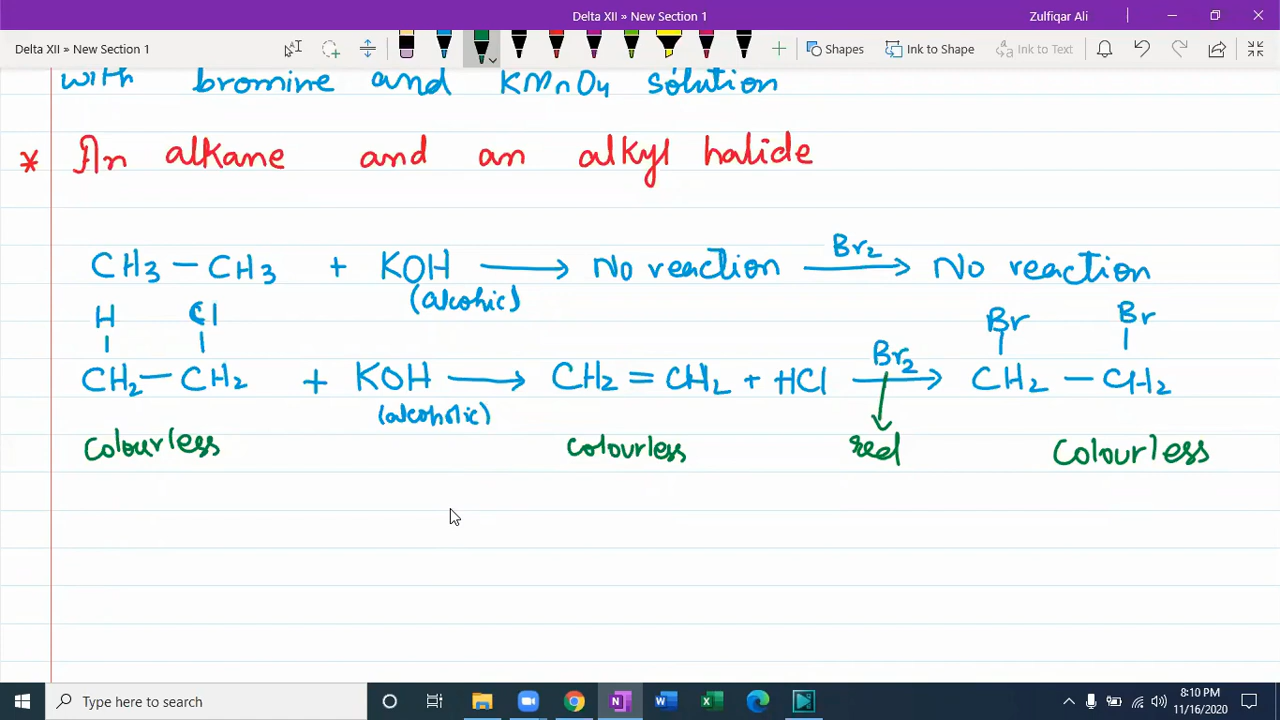 Delta XII » New Section 1
Zulfiqar Ali
Delta XII » New Section 1
Shapes
Ink to Shape
Ink to Text
with bromine and KMnO4 solution
* An alkane and an alkyl halide
CH3 – CH3 + KOH ⟶ No reaction ⟶ Br2 No reaction
(alcohic)
H Cl Br Br
CH2 – CH2 + KOH ⟶ CH2 = CH2 + HCl ⟶ Br2 CH2 – CH2
(alcoholic)
Colourless Colourless red Colourless
Type here to search
8:10 PM
11/16/2020